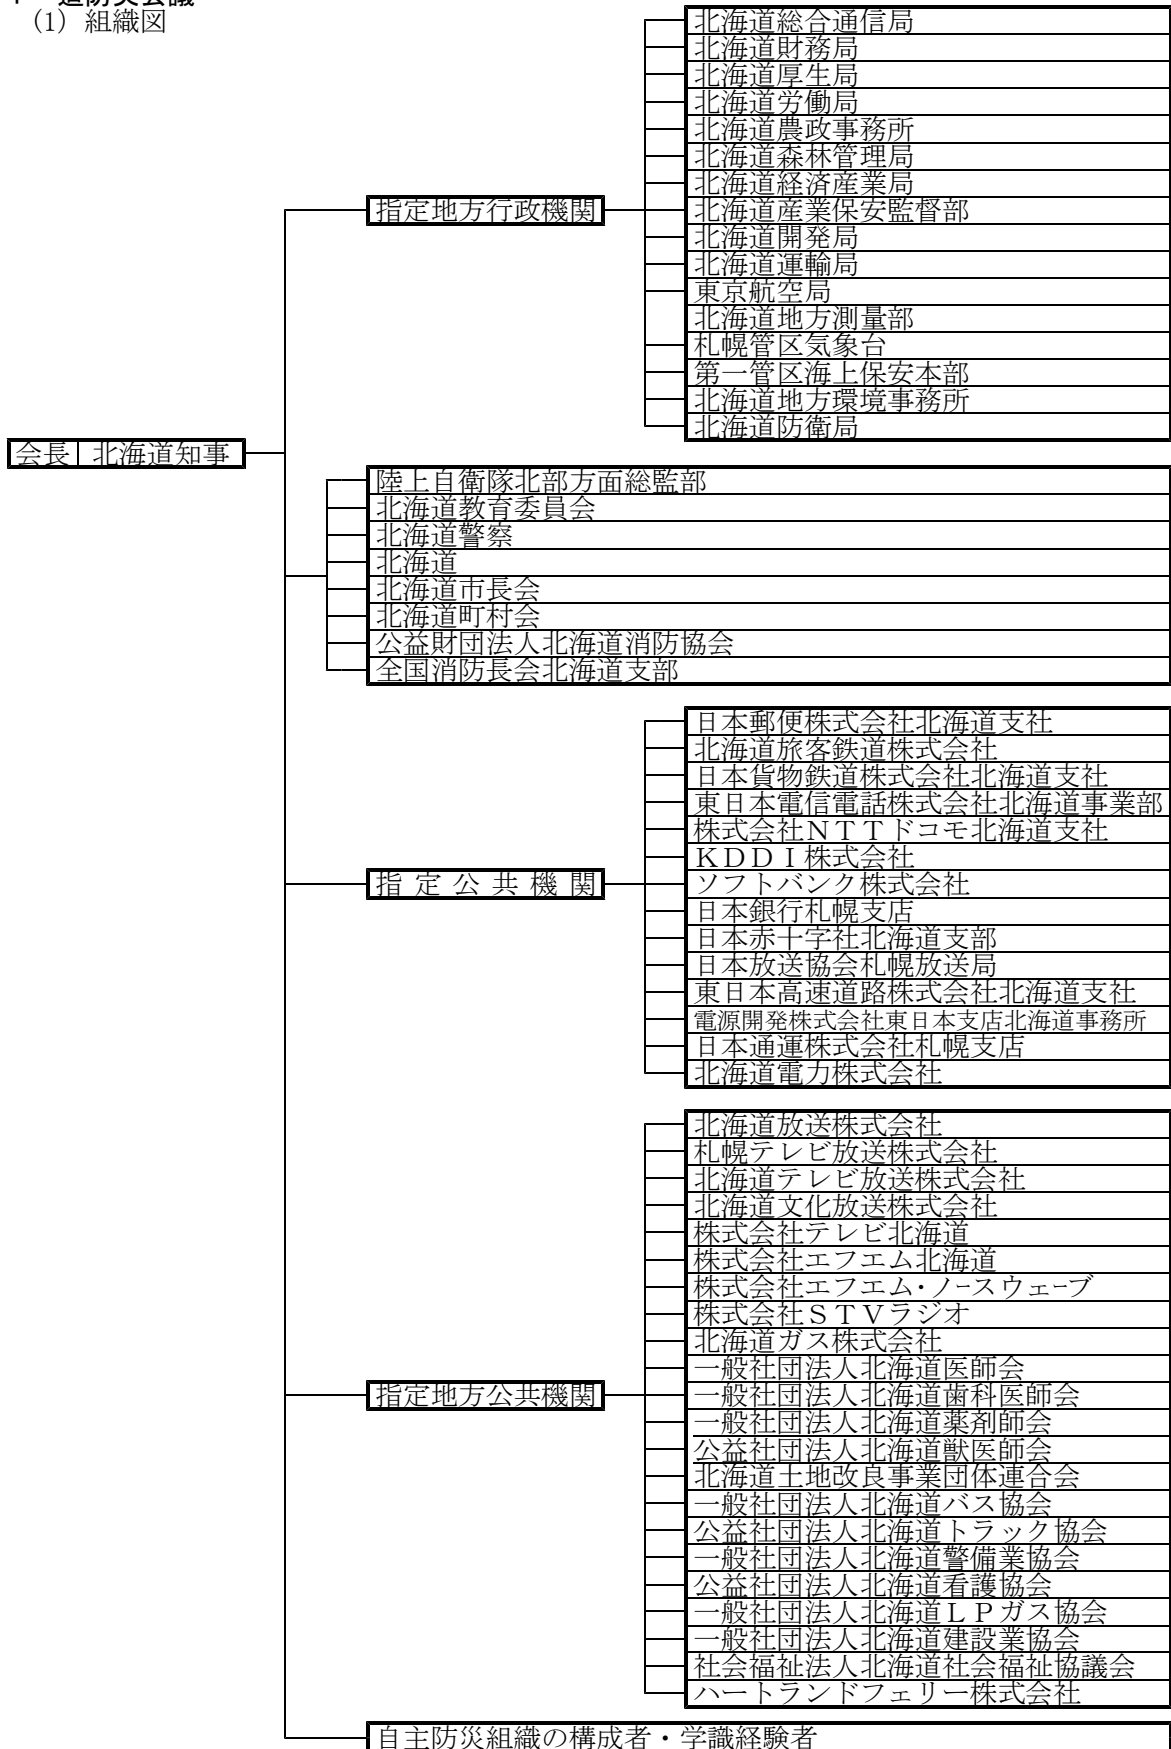 (1) 組織図
北海道総合通信局
北海道財務局
北海道厚生局
北海道労働局
北海道農政事務所
北海道森林管理局
北海道経済産業局
指定地方行政機関
北海道産業保安監督部
北海道開発局
北海道運輸局
東京航空局
北海道地方測量部
札幌管区気象台
第一管区海上保安本部
北海道地方環境事務所
北海道防衛局
会長 北海道知事
陸上自衛隊北部方面総監部
北海道教育委員会
北海道警察
北海道
北海道市長会
北海道町村会
公益財団法人北海道消防協会
全国消防長会北海道支部
日本郵便株式会社北海道支社
北海道旅客鉄道株式会社
日本貨物鉄道株式会社北海道支社
東日本電信電話株式会社北海道事業部
株式会社NTTドコモ北海道支社
KDDI株式会社
指定公共機関
ソフトバンク株式会社
日本銀行札幌支店
日本赤十字社北海道支部
日本放送協会札幌放送局
東日本高速道路株式会社北海道支社
電源開発株式会社東日本支店北海道事務所
日本通運株式会社札幌支店
北海道電力株式会社
北海道放送株式会社
札幌テレビ放送株式会社
北海道テレビ放送株式会社
北海道文化放送株式会社
株式会社テレビ北海道
株式会社エフエム北海道
株式会社エフエム・ノースウェーブ
株式会社STVラジオ
北海道ガス株式会社
一般社団法人北海道医師会
指定地方公共機関
一般社団法人北海道歯科医師会
一般社団法人北海道薬剤師会
公益社団法人北海道獣医師会
北海道土地改良事業団体連合会
一般社団法人北海道バス協会
公益社団法人北海道トラック協会
一般社団法人北海道警備業協会
公益社団法人北海道看護協会
一般社団法人北海道LPガス協会
一般社団法人北海道建設業協会
社会福祉法人北海道社会福祉協議会
ハートランドフェリー株式会社
自主防災組織の構成者・学識経験者